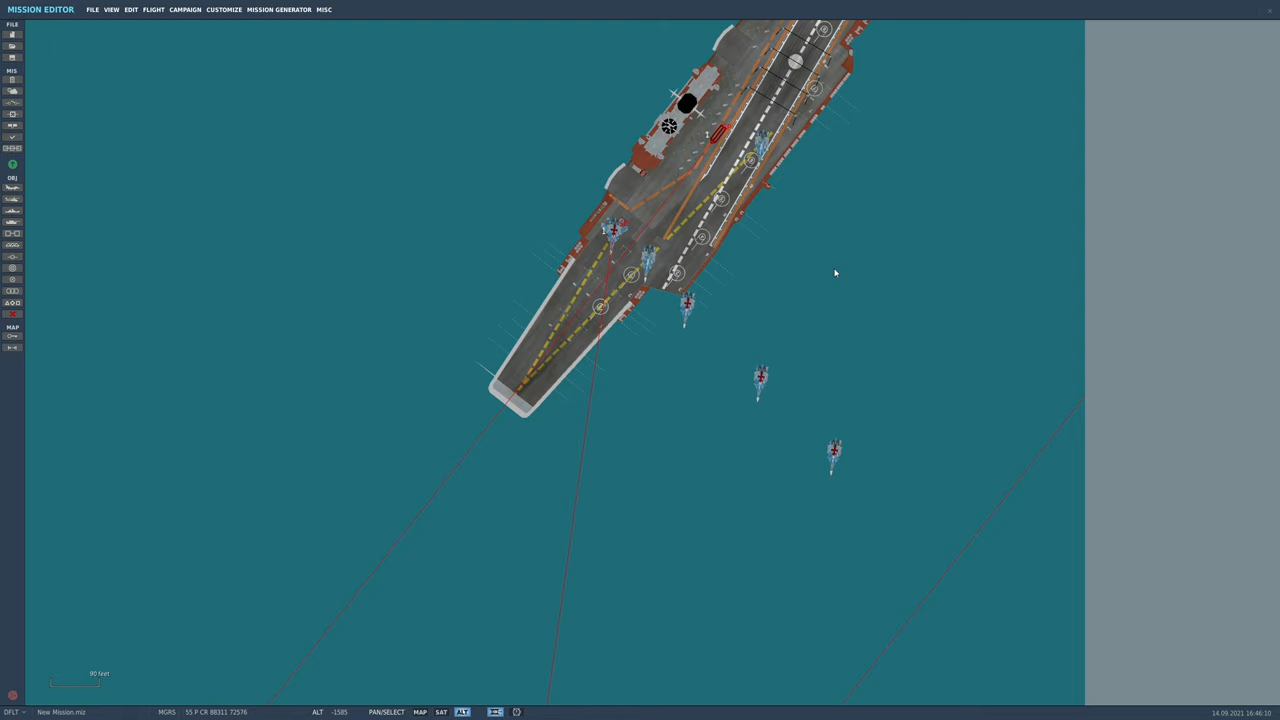 MISSION EDITOR FILE VIEW EDIT FLIGHT CAMPAIGN CUSTOMIZE MISSION GENERATOR MISC
FILE
MIS
OBJ
MAP
1
1
90 feet
DFLT New Mission.miz MGRS 55 P CR 88311 72576 ALT -1585 PAN/SELECT MAP SAT ALT 14.09.2021 16:46:10